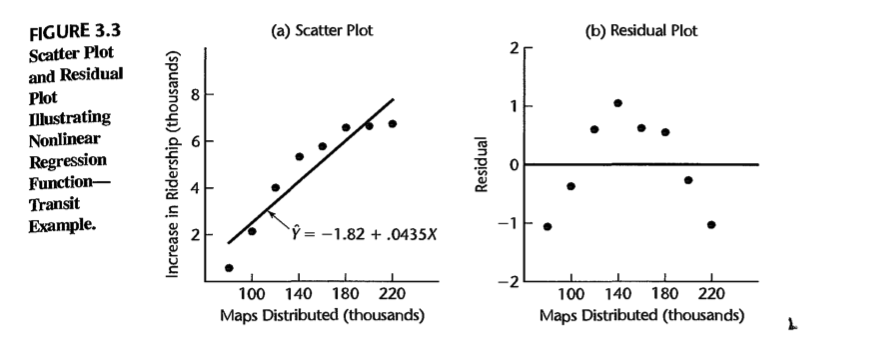 FIGURE 3.3
Scatter Plot
and Residual
Plot
Illustrating
Nonlinear
Regression
Function—
Transit
Example.
(a) Scatter Plot
Increase in Ridership (thousands)
8
6
4
2
Ŷ = −1.82 + .0435X
100 140 180 220
Maps Distributed (thousands)
(b) Residual Plot
Residual
2
1
0
−1
−2
100 140 180 220
Maps Distributed (thousands)